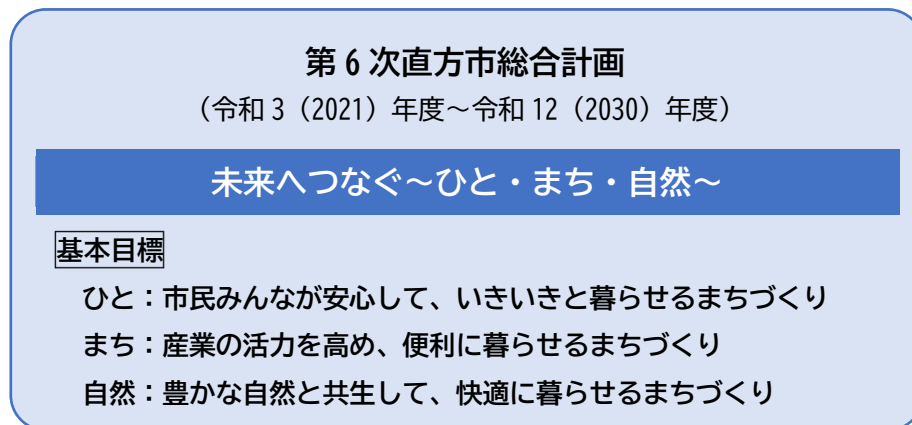 第6次直方市総合計画
（令和3（2021）年度～令和12（2030）年度）
未来へつなぐ～ひと・まち・自然～
基本目標
ひと：市民みんなが安心して、いきいきと暮らせるまちづくり
まち：産業の活力を高め、便利に暮らせるまちづくり
自然：豊かな自然と共生して、快適に暮らせるまちづくり